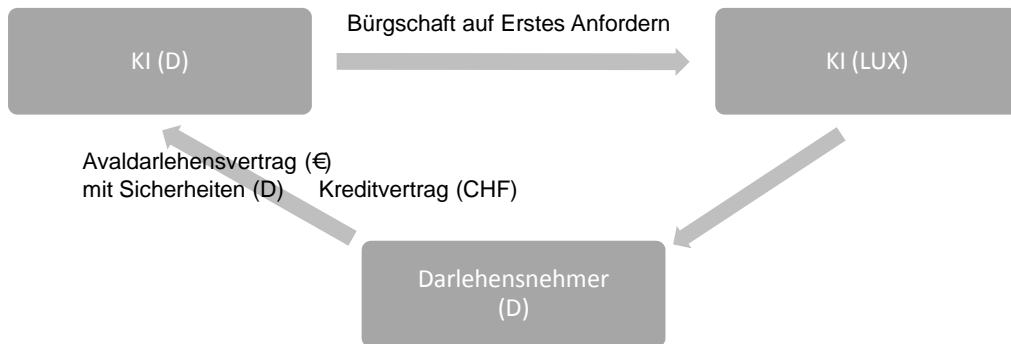 Bürgschaft auf Erstes Anfordern
KI (D)
KI (LUX)
Avaldarlehensvertrag (€)
mit Sicherheiten (D) Kreditvertrag (CHF)
Darlehensnehmer
(D)